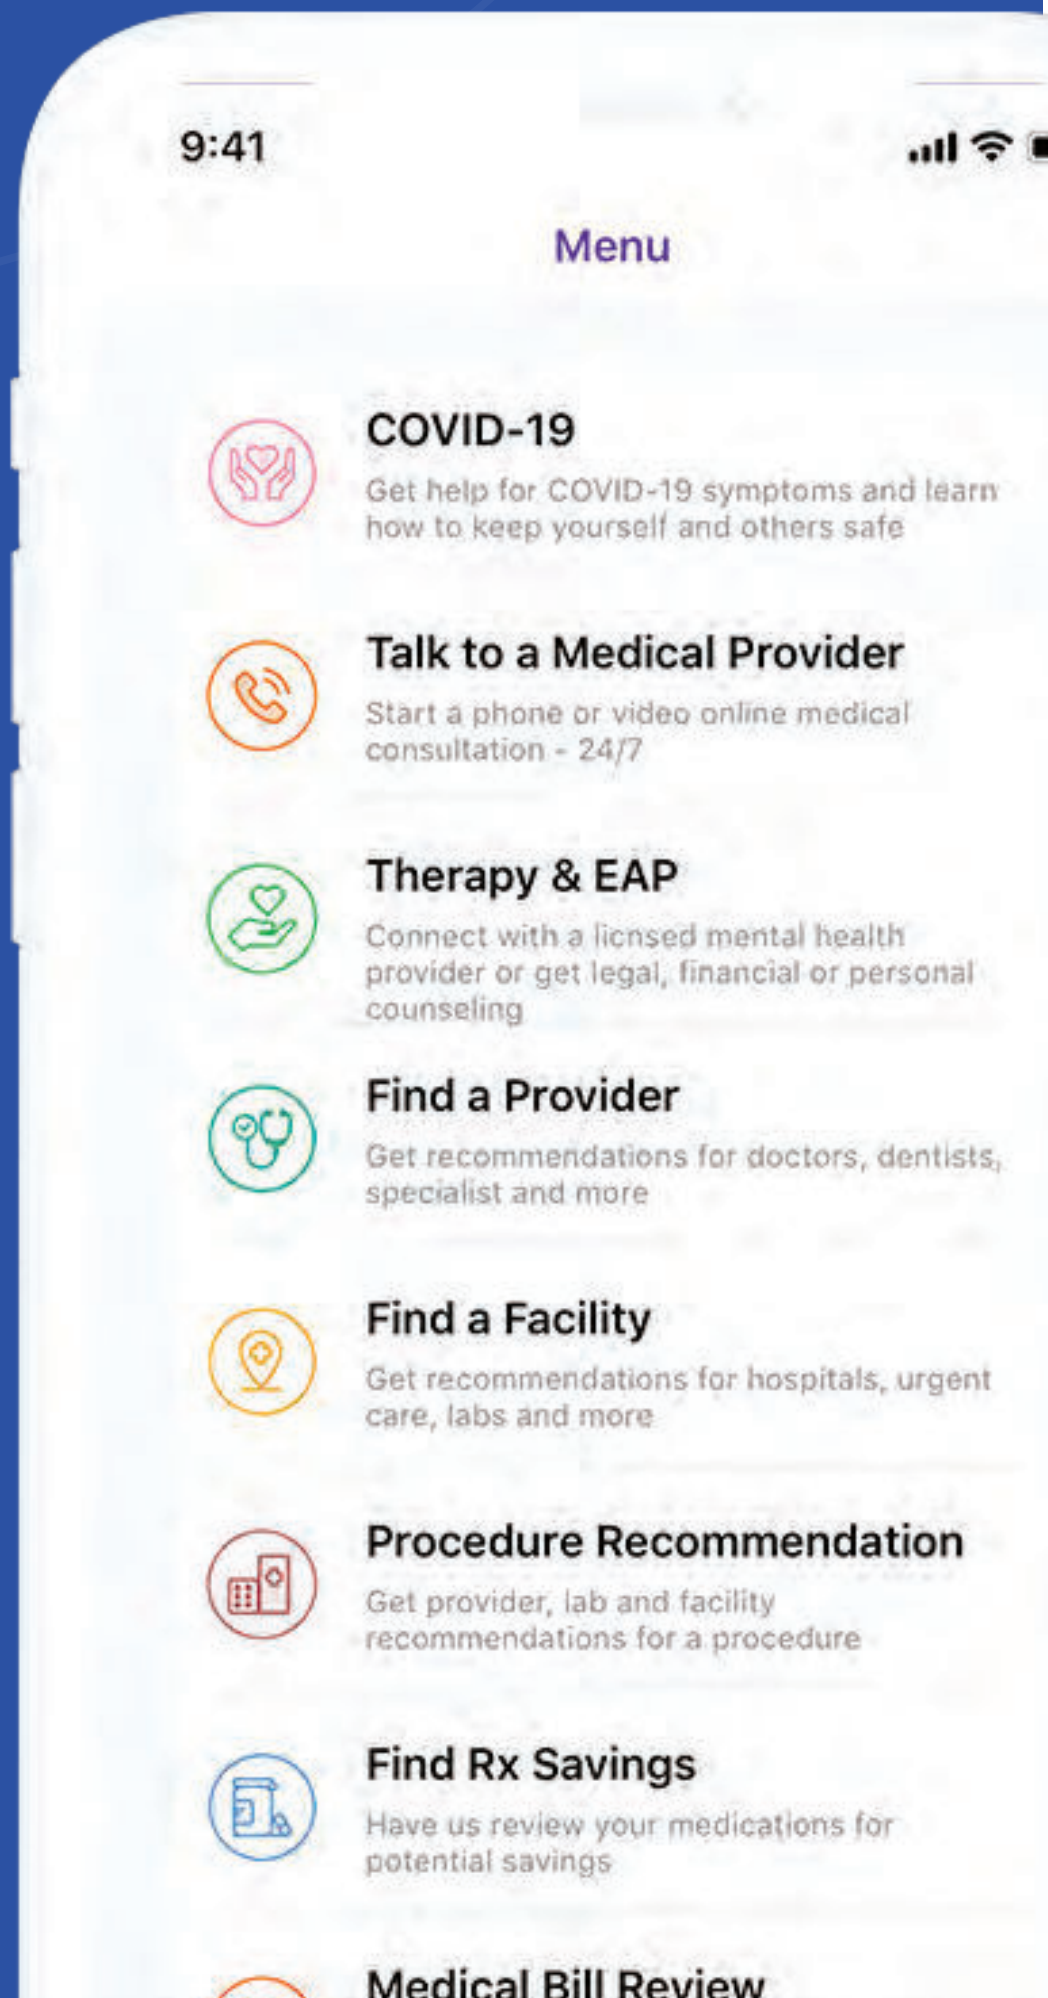 9:41
Menu
COVID-19
Get help for COVID-19 symptoms and learn
how to keep yourself and others safe
Talk to a Medical Provider
Start a phone or video online medical
consultation - 24/7
Therapy & EAP
Connect with a licnsed mental health
provider or get legal, financial or personal
counseling
Find a Provider
Get recommendations for doctors, dentists,
specialist and more
Find a Facility
Get recommendations for hospitals, urgent
care, labs and more
Procedure Recommendation
Get provider, lab and facility
recommendations for a procedure
Find Rx Savings
Have us review your medications for
potential savings
Medical Bill Review